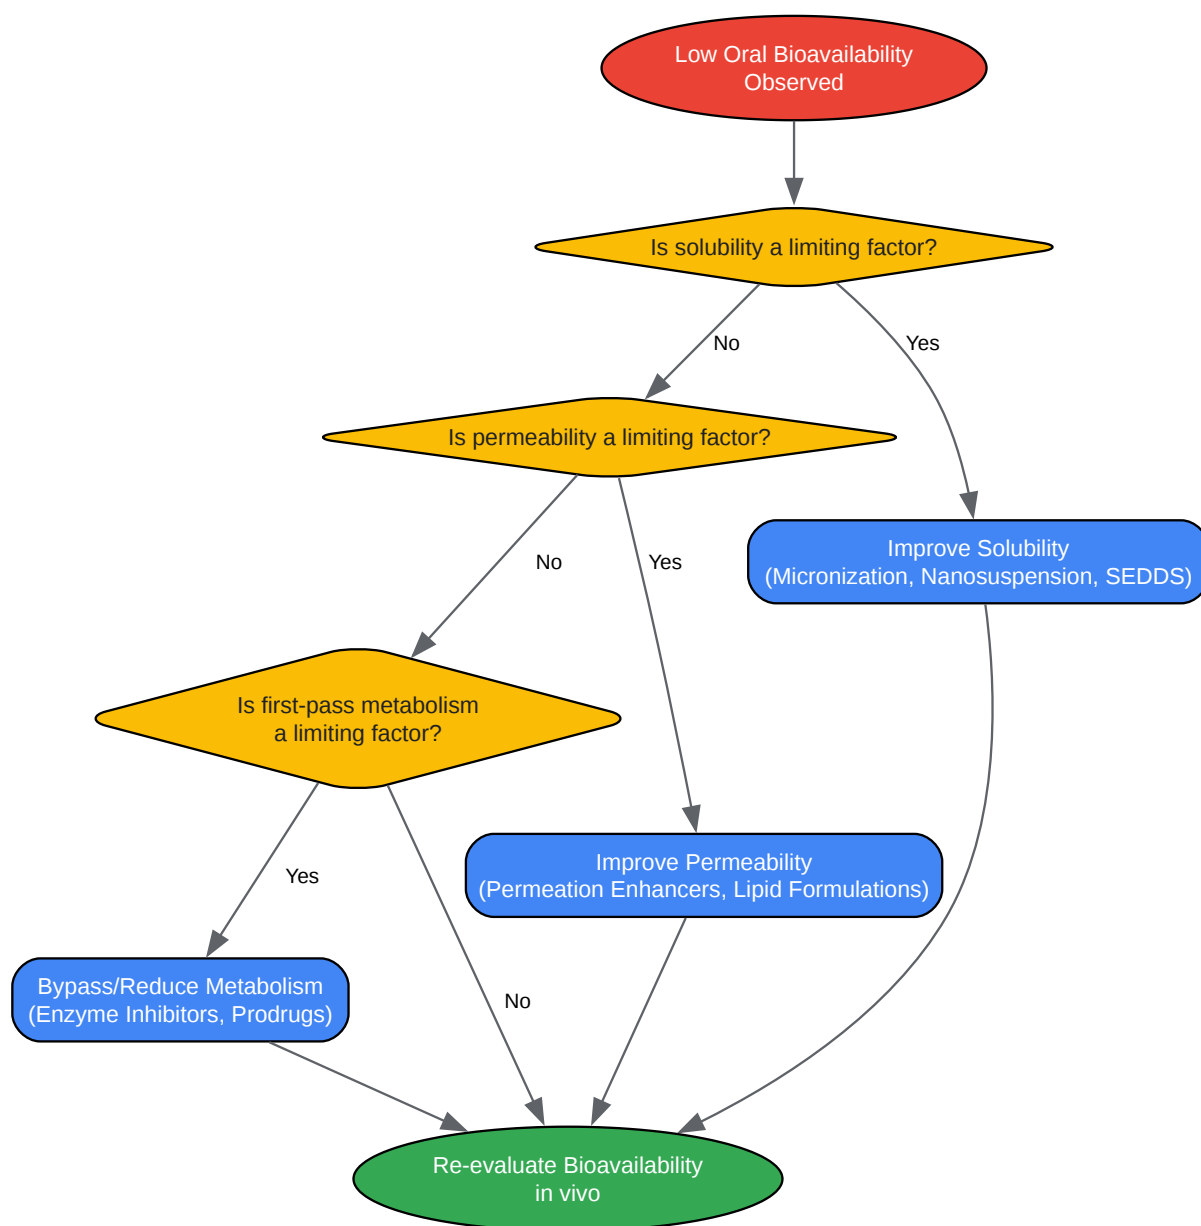 Low Oral Bioavailability
Observed
Is solubility a limiting factor?
No
Yes
Is permeability a limiting factor?
Improve Solubility
(Micronization, Nanosuspension, SEDDS)
No
Yes
Is first-pass metabolism
a limiting factor?
Improve Permeability
(Permeation Enhancers, Lipid Formulations)
Yes
Bypass/Reduce Metabolism
(Enzyme Inhibitors, Prodrugs)
No
Re-evaluate Bioavailability
in vivo